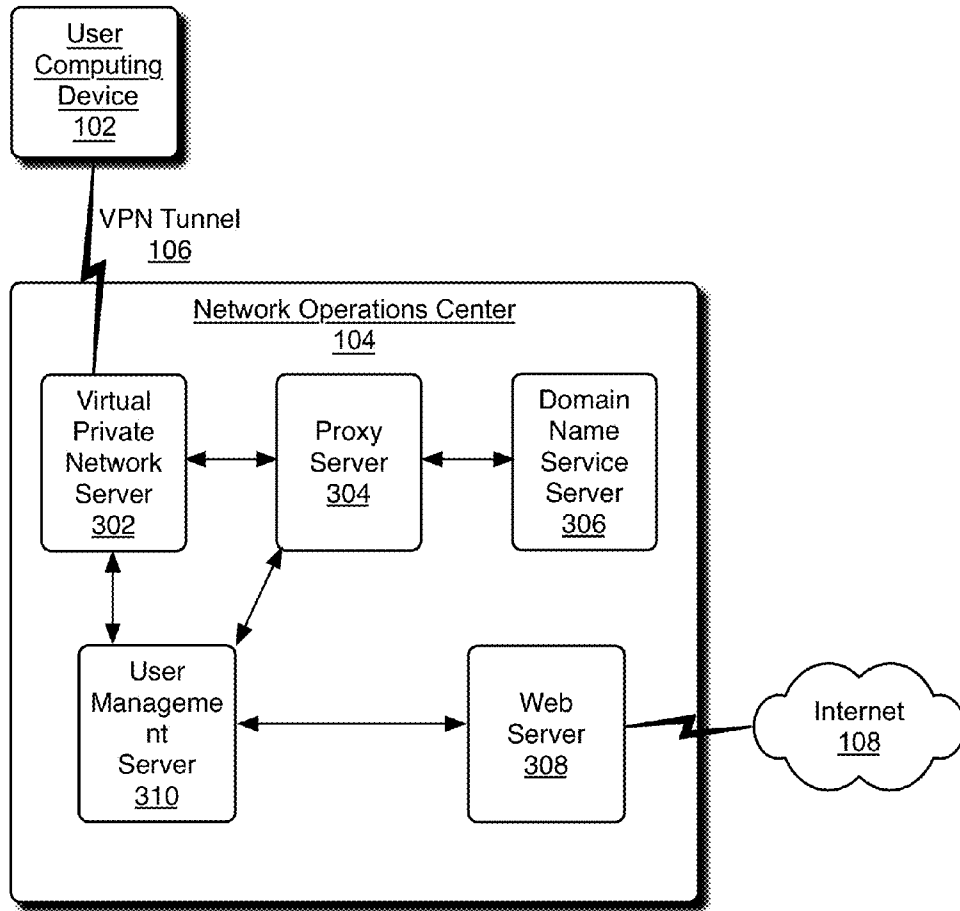 User
Computing
Device
102
VPN Tunnel
106
Network Operations Center
104
Virtual
Private
Network
Server
302
Proxy
Server
304
Domain
Name
Service
Server
306
User
Manageme
nt
Server
310
Web
Server
308
Internet
108